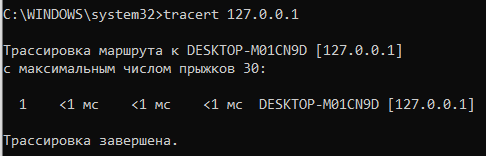 C:\WINDOWS\system32>tracert 127.0.0.1
Трассировка маршрута к DESKTOP-M01CN9D [127.0.0.1]
с максимальным числом прыжков 30:
1 <1 мс <1 мс <1 мс DESKTOP-M01CN9D [127.0.0.1]
Трассировка завершена.